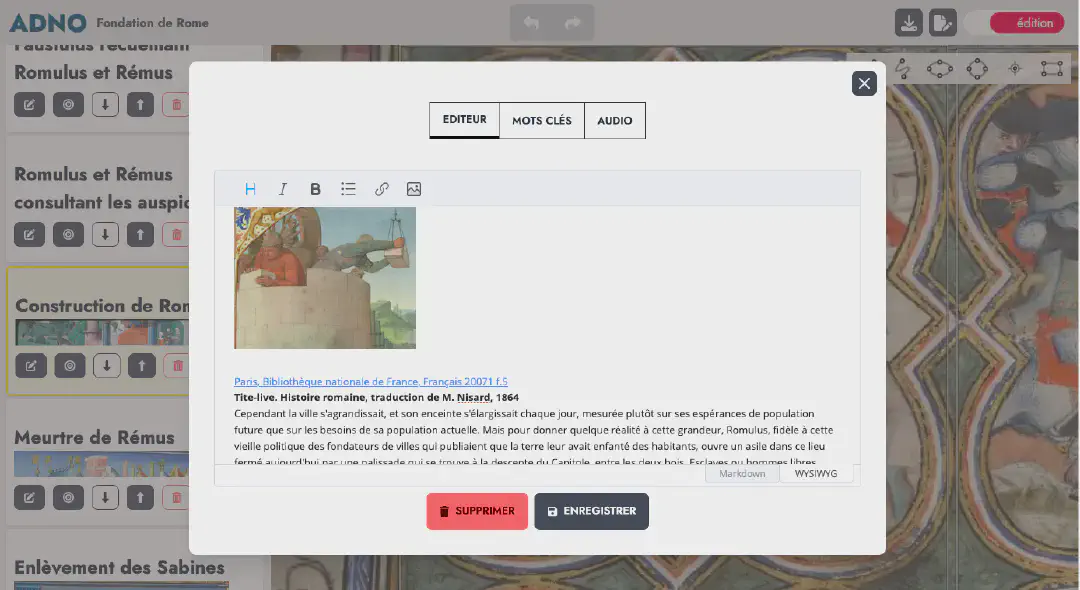 ADNO Fondation de Rome
édition
Faustulus recueillant
Romulus et Rémus
Romulus et Rémus
consultant les auspic
Construction de Rom
Meurtre de Rémus
Enlèvement des Sabines
EDITEUR
MOTS CLÉS
AUDIO
H I B
Paris, Bibliothèque nationale de France, Français 20071 f.5
Tite-live. Histoire romaine, traduction de M. Nisard, 1864
Cependant la ville s'agrandissait, et son enceinte s'élargissait chaque jour, mesurée plutôt sur ses espérances de population
future que sur les besoins de sa population actuelle. Mais pour donner quelque réalité à cette grandeur, Romulus, fidèle à cette
vieille politique des fondateurs de villes qui publiaient que la terre leur avait enfanté des habitants, ouvre un asile dans ce lieu
fermé aujourd'hui par une palissade qui se trouve à la descente du Capitole, entre les deux bois. Esclaves ou hommes libres
Markdown
WYSIWYG
SUPPRIMER
ENREGISTRER